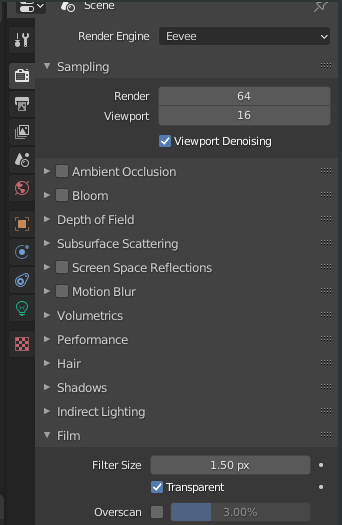 Scene
Render Engine Eevee
Sampling
Render 64
Viewport 16
Viewport Denoising
Ambient Occlusion
Bloom
Depth of Field
Subsurface Scattering
Screen Space Reflections
Motion Blur
Volumetrics
Performance
Hair
Shadows
Indirect Lighting
Film
Filter Size 1.50 px
Transparent
Overscan 3.00%